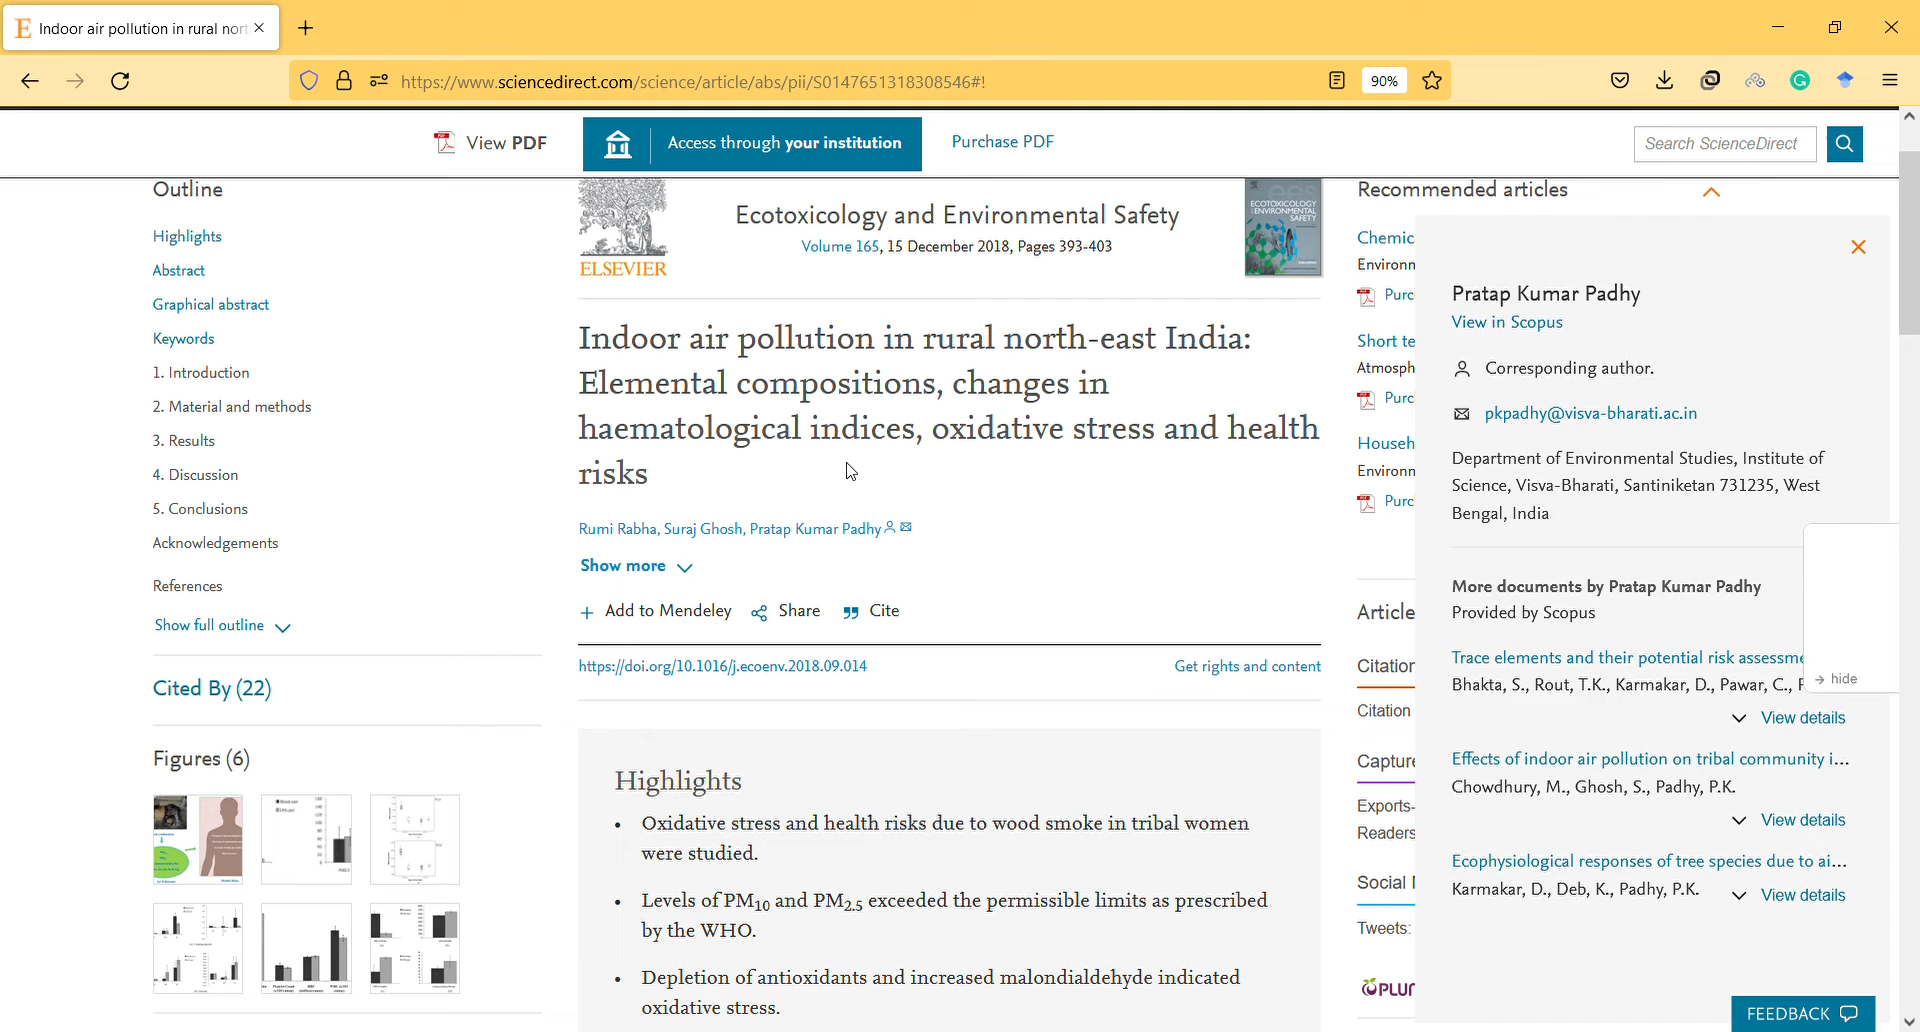 Indoor air pollution in rural nort
https://www.sciencedirect.com/science/article/abs/pii/S0147651318308546#!
90%
View PDF
Access through your institution
Purchase PDF
Search ScienceDirect
Outline
Highlights
Abstract
Graphical abstract
Keywords
1. Introduction
2. Material and methods
3. Results
4. Discussion
5. Conclusions
Acknowledgements
References
Show full outline
Cited By (22)
Figures (6)
ELSEVIER
Ecotoxicology and Environmental Safety
Volume 165, 15 December 2018, Pages 393-403
ECOTOXICOLOGY
ENVIRONMENTAL
SAFETY
Indoor air pollution in rural north-east India:
Elemental compositions, changes in
haematological indices, oxidative stress and health
risks
Rumi Rabha, Suraj Ghosh, Pratap Kumar Padhy
Show more
Add to Mendeley
Share
Cite
https://doi.org/10.1016/j.ecoenv.2018.09.014
Get rights and content
Highlights
• Oxidative stress and health risks due to wood smoke in tribal women
were studied.
• Levels of PM10 and PM2.5 exceeded the permissible limits as prescribed
by the WHO.
• Depletion of antioxidants and increased malondialdehyde indicated
oxidative stress.
Recommended articles
Chemic
Environn
Purc
Short te
Atmosph
Purc
Househ
Environn
Purc
Article
Citation
Citation
Capture
Exports-
Readers
Social M
Tweets:
PLUM
Pratap Kumar Padhy
View in Scopus
Corresponding author.
pkpadhy@visva-bharati.ac.in
Department of Environmental Studies, Institute of
Science, Visva-Bharati, Santiniketan 731235, West
Bengal, India
More documents by Pratap Kumar Padhy
Provided by Scopus
Trace elements and their potential risk assessme
Bhakta, S., Rout, T.K., Karmakar, D., Pawar, C., P
→ hide
View details
Effects of indoor air pollution on tribal community i...
Chowdhury, M., Ghosh, S., Padhy, P.K.
View details
Ecophysiological responses of tree species due to ai...
Karmakar, D., Deb, K., Padhy, P.K.
View details
FEEDBACK